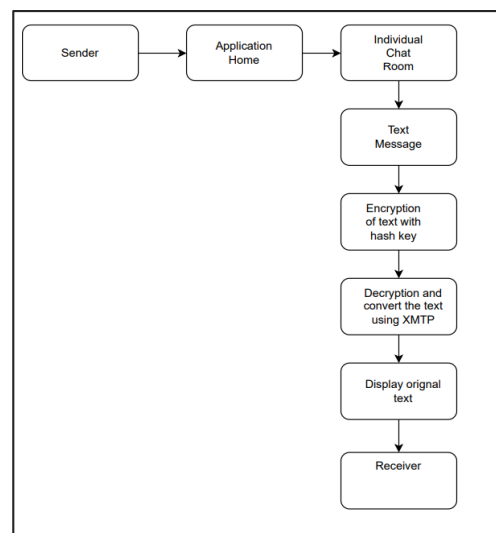 Sender
Application
Home
Individual
Chat
Room
Text
Message
Encryption
of text with
hash key
Decryption and
convert the text
using XMTP
Display orignal
text
Receiver